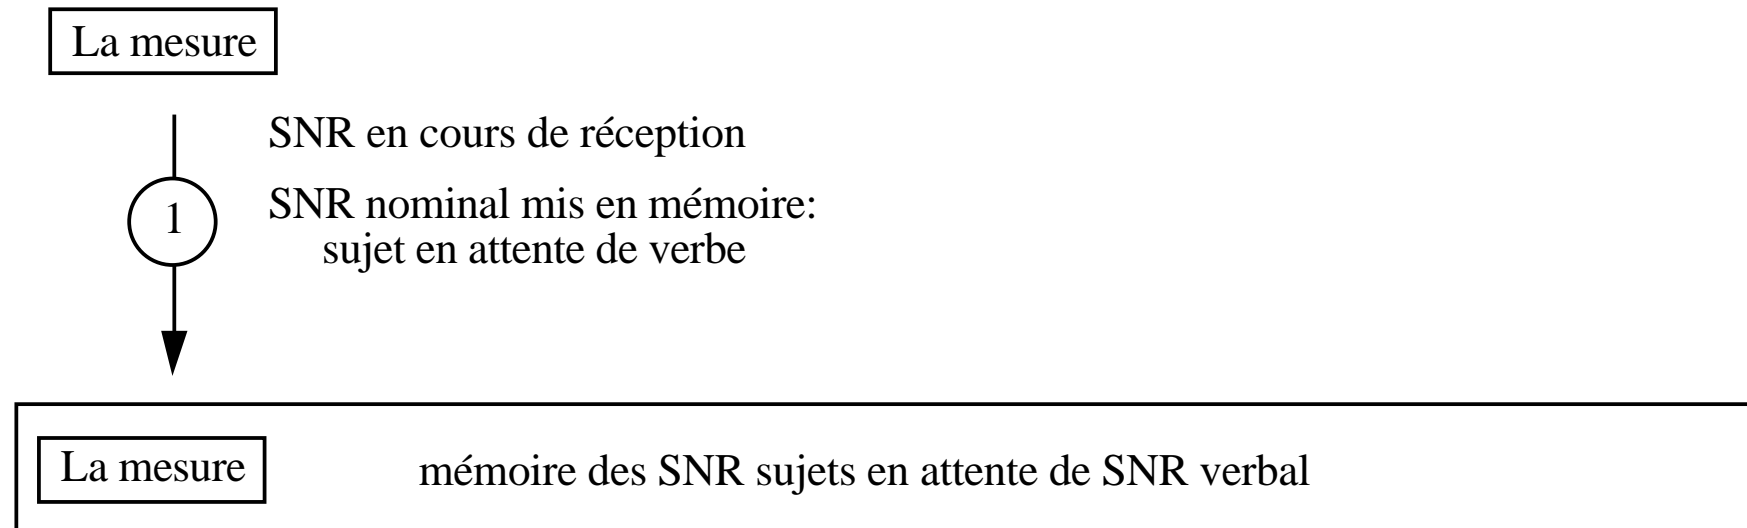 La mesure
SNR en cours de réception
1
SNR nominal mis en mémoire:
sujet en attente de verbe
La mesure
mémoire des SNR sujets en attente de SNR verbal